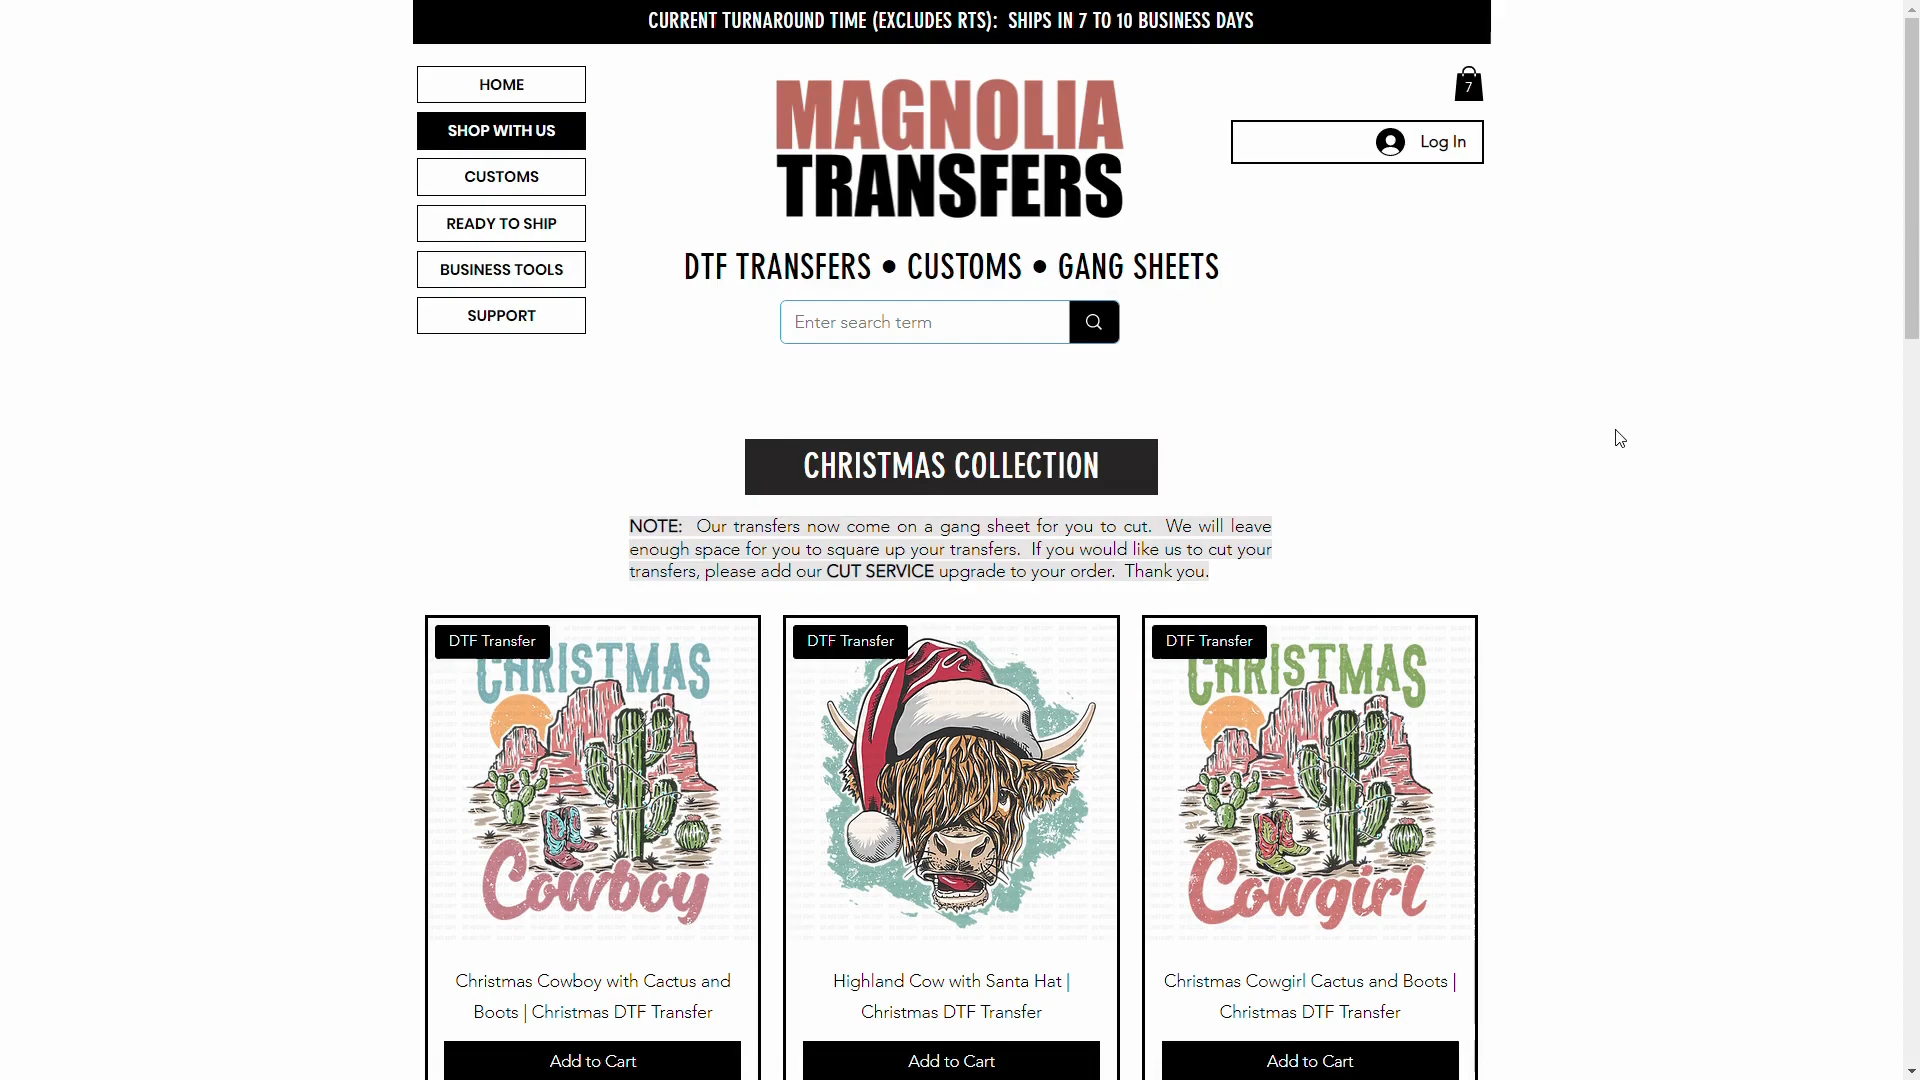 CURRENT TURNAROUND TIME (EXCLUDES RTS): SHIPS IN 7 TO 10 BUSINESS DAYS
HOME
SHOP WITH US
CUSTOMS
READY TO SHIP
BUSINESS TOOLS
SUPPORT
MAGNOLIA
TRANSFERS
7
Log In
DTF TRANSFERS • CUSTOMS • GANG SHEETS
Enter search term
CHRISTMAS COLLECTION
NOTE: Our transfers now come on a gang sheet for you to cut. We will leave
enough space for you to square up your transfers. If you would like us to cut your
transfers, please add our CUT SERVICE upgrade to your order. Thank you.
DTF Transfer
CHRISTMAS
Cowboy
Christmas Cowboy with Cactus and
Boots | Christmas DTF Transfer
Add to Cart
DTF Transfer
Highland Cow with Santa Hat |
Christmas DTF Transfer
Add to Cart
DTF Transfer
CHRISTMAS
Cowgirl
Christmas Cowgirl Cactus and Boots |
Christmas DTF Transfer
Add to Cart